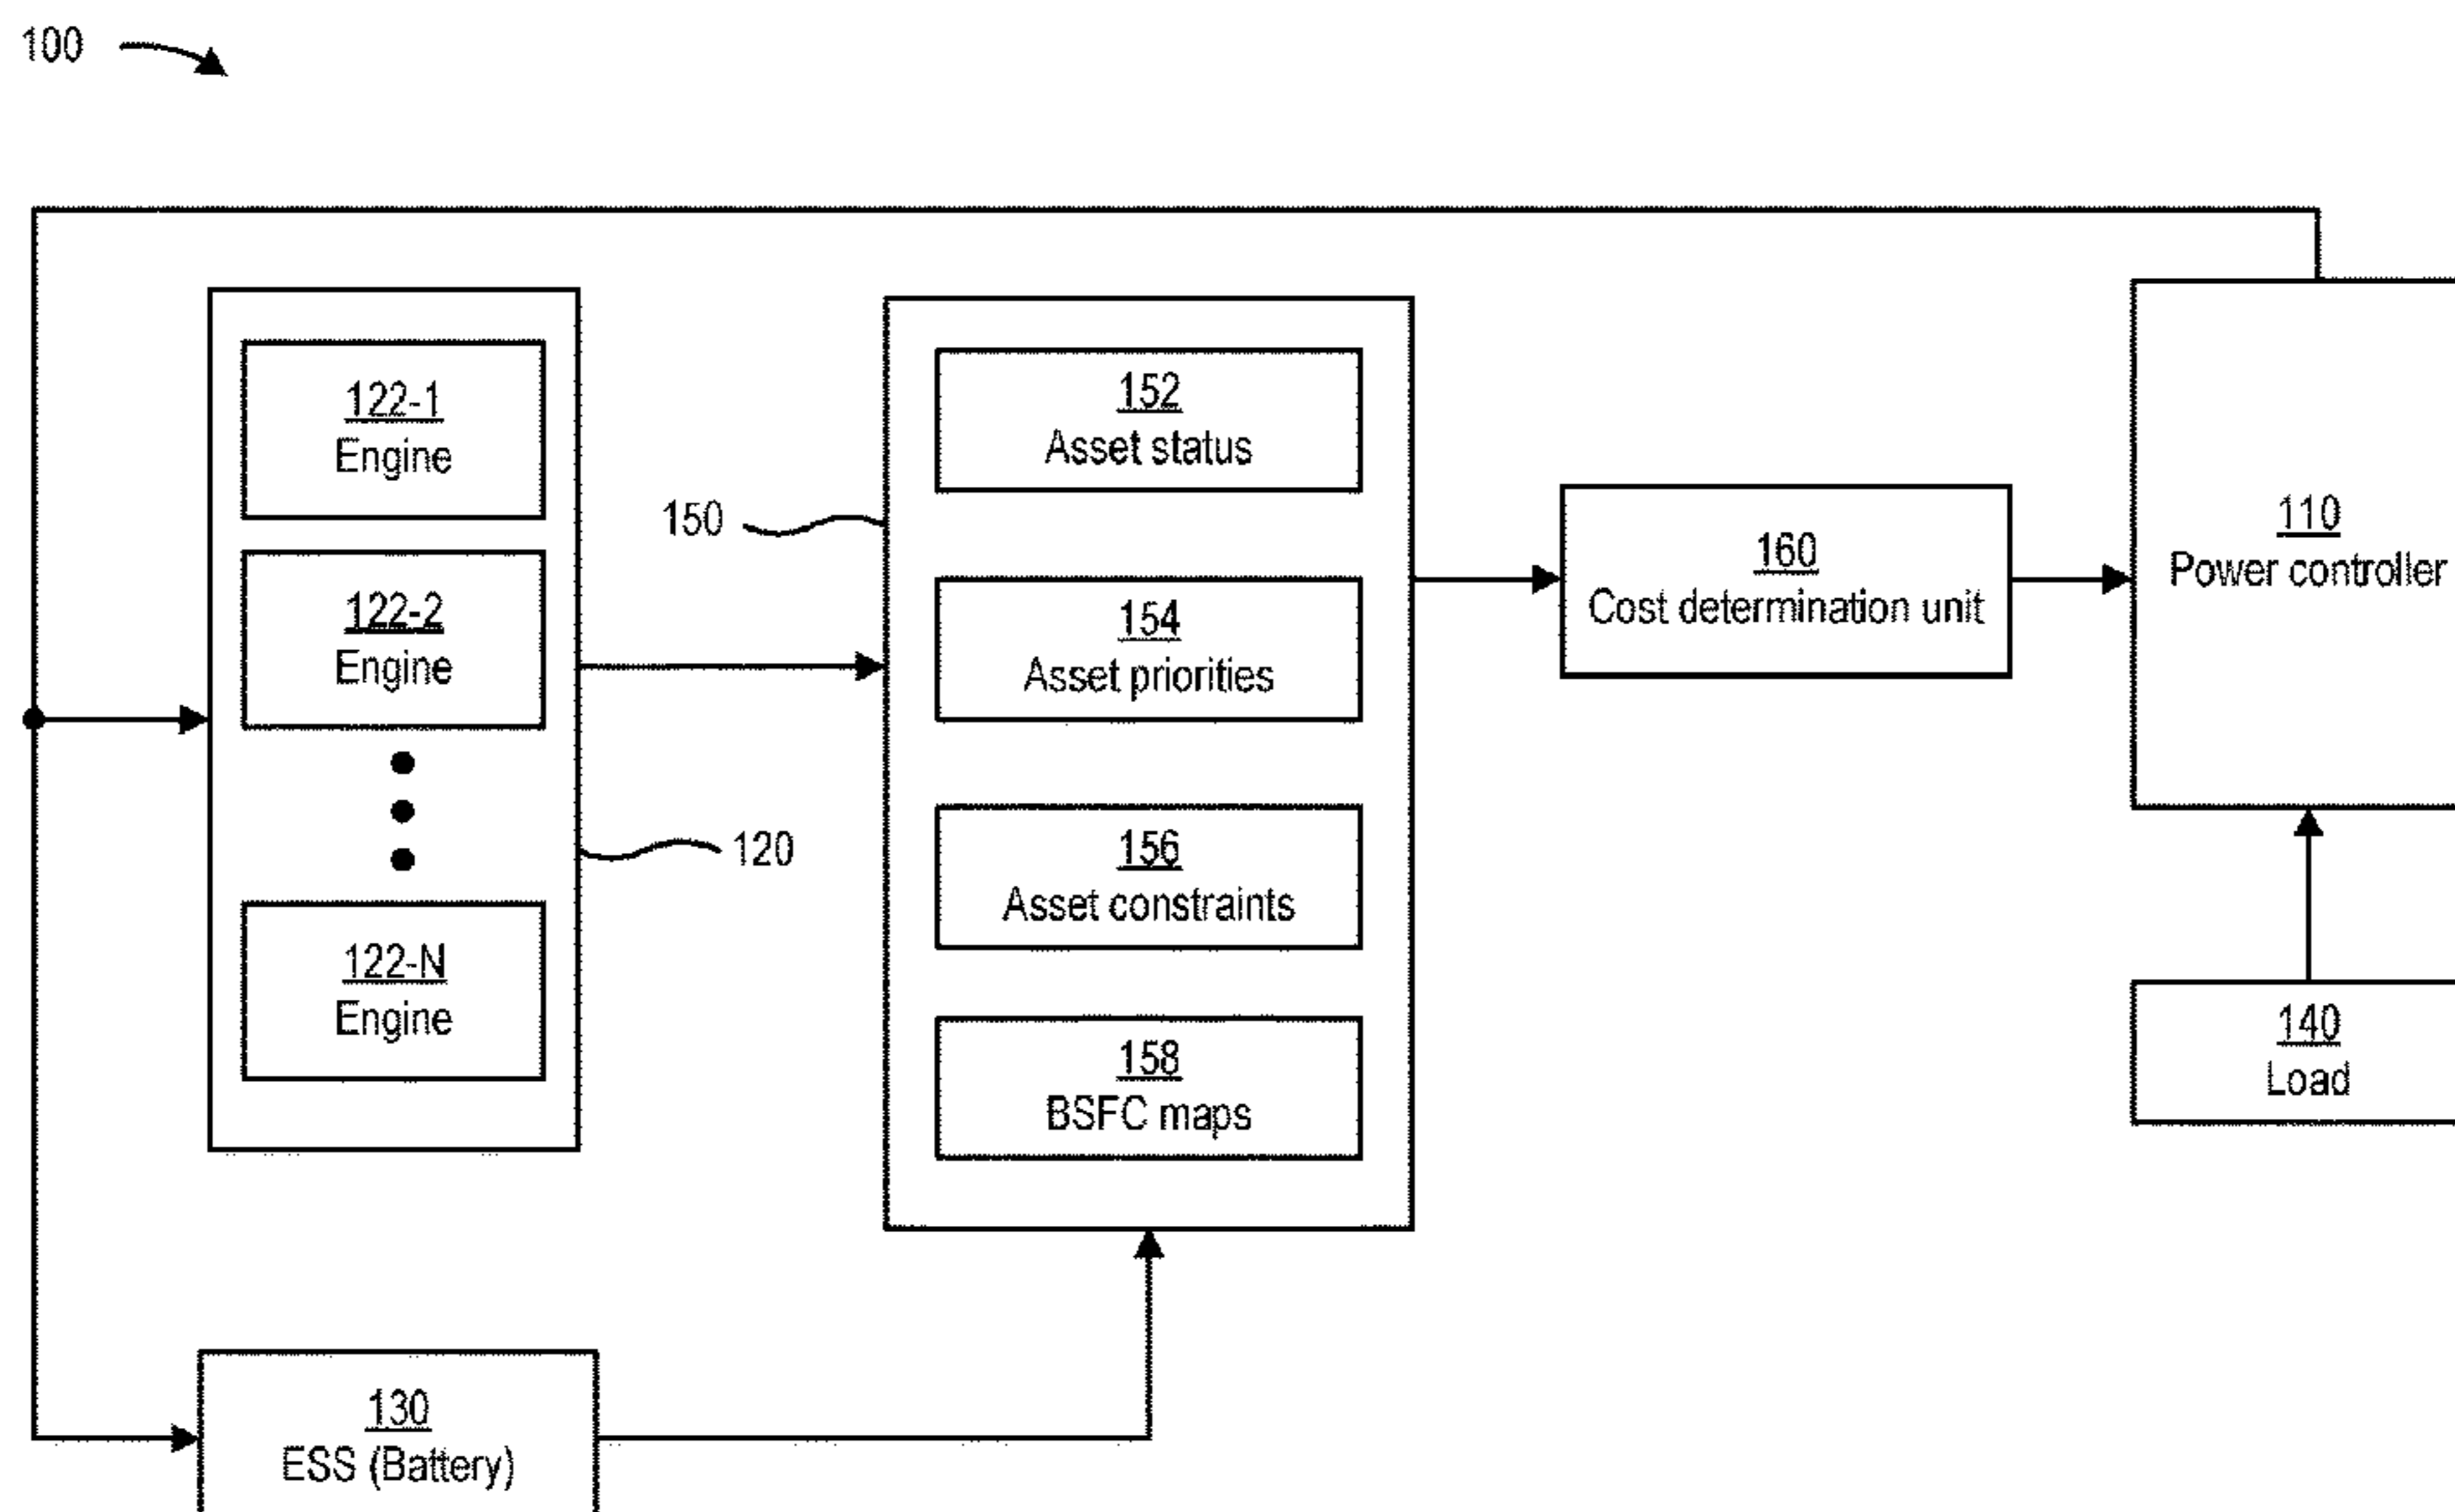 100
122-1
Engine
122-2
Engine
120
122-N
Engine
130
ESS (Battery)
150
152
Asset status
154
Asset priorities
156
Asset constraints
158
BSFC maps
160
Cost determination unit
110
Power controller
140
Load